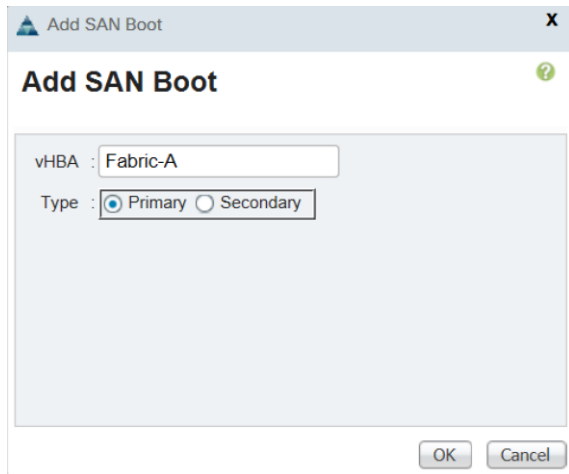 Add SAN Boot X
Add SAN Boot ?
vHBA : Fabric-A
Type : Primary Secondary
OK Cancel